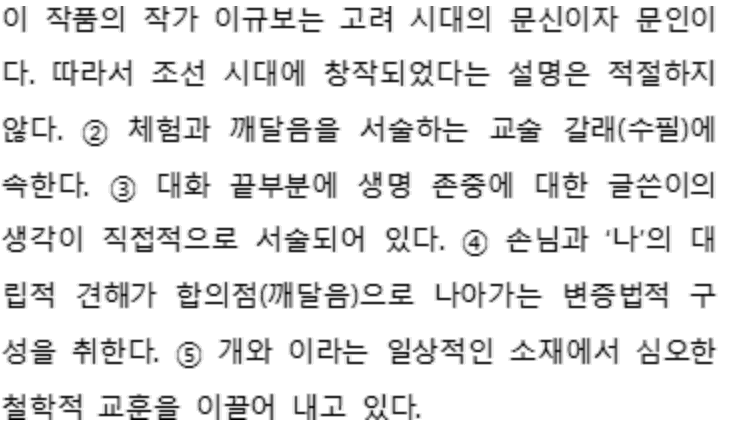 이 작품의 작가 이규보는 고려 시대의 문신이자 문인이
다. 따라서 조선 시대에 창작되었다는 설명은 적절하지
않다. ② 체험과 깨달음을 서술하는 교술 갈래(수필)에
속한다. ③ 대화 끝부분에 생명 존중에 대한 글쓴이의
생각이 직접적으로 서술되어 있다. ④ 손님과 ‘나’의 대
립적 견해가 합의점(깨달음)으로 나아가는 변증법적 구
성을 취한다. ⑤ 개와 이라는 일상적인 소재에서 심오한
철학적 교훈을 이끌어 내고 있다.